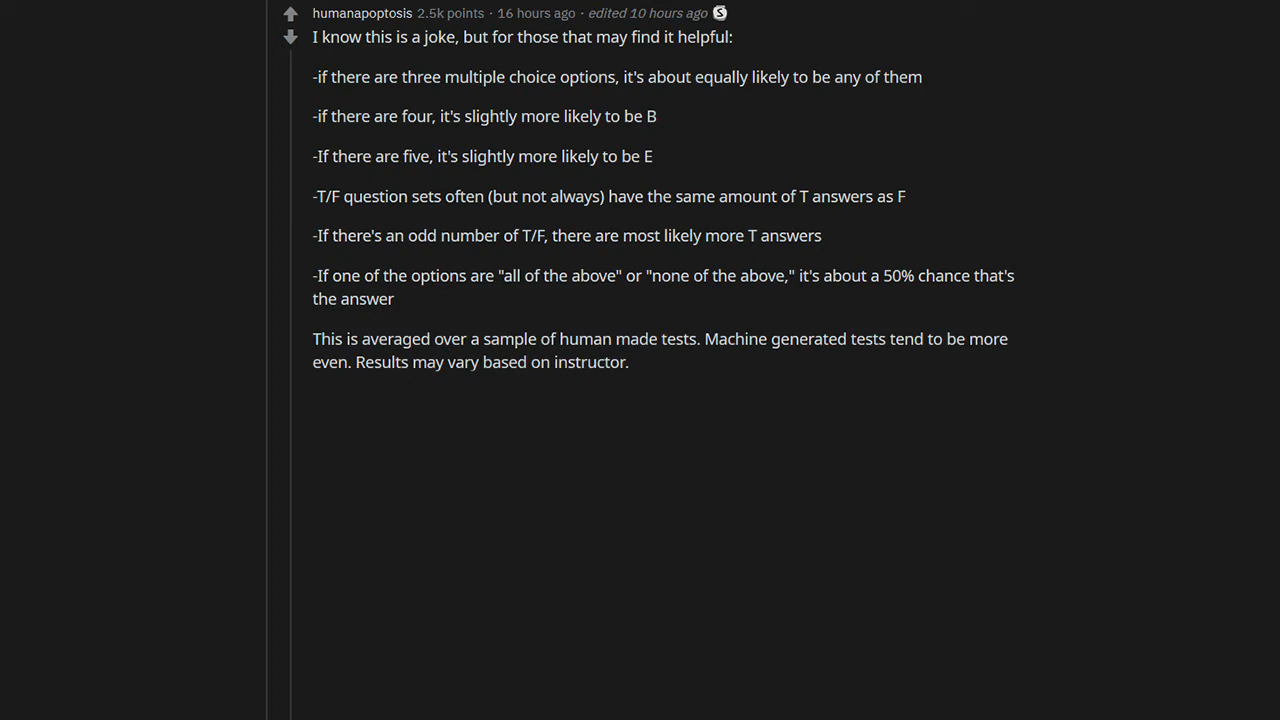 humanapoptosis 2.5k points · 16 hours ago · edited 10 hours ago S
I know this is a joke, but for those that may find it helpful:
-if there are three multiple choice options, it's about equally likely to be any of them
-if there are four, it's slightly more likely to be B
-If there are five, it's slightly more likely to be E
-T/F question sets often (but not always) have the same amount of T answers as F
-If there's an odd number of T/F, there are most likely more T answers
-If one of the options are "all of the above" or "none of the above," it's about a 50% chance that's
the answer
This is averaged over a sample of human made tests. Machine generated tests tend to be more
even. Results may vary based on instructor.